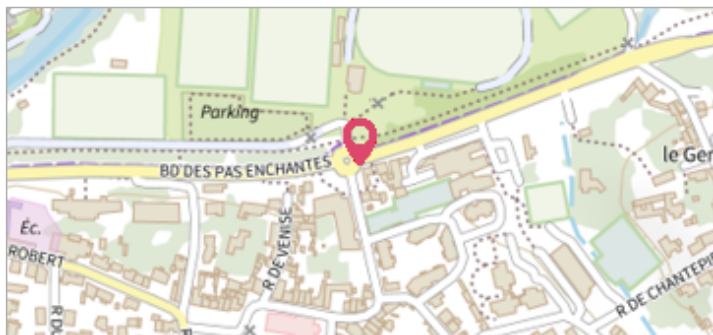 Parking
BD DES PAS ENCHANTES
le Ger
Éc.
ROBERT
R DE VENISE
R DE CHANTEPI